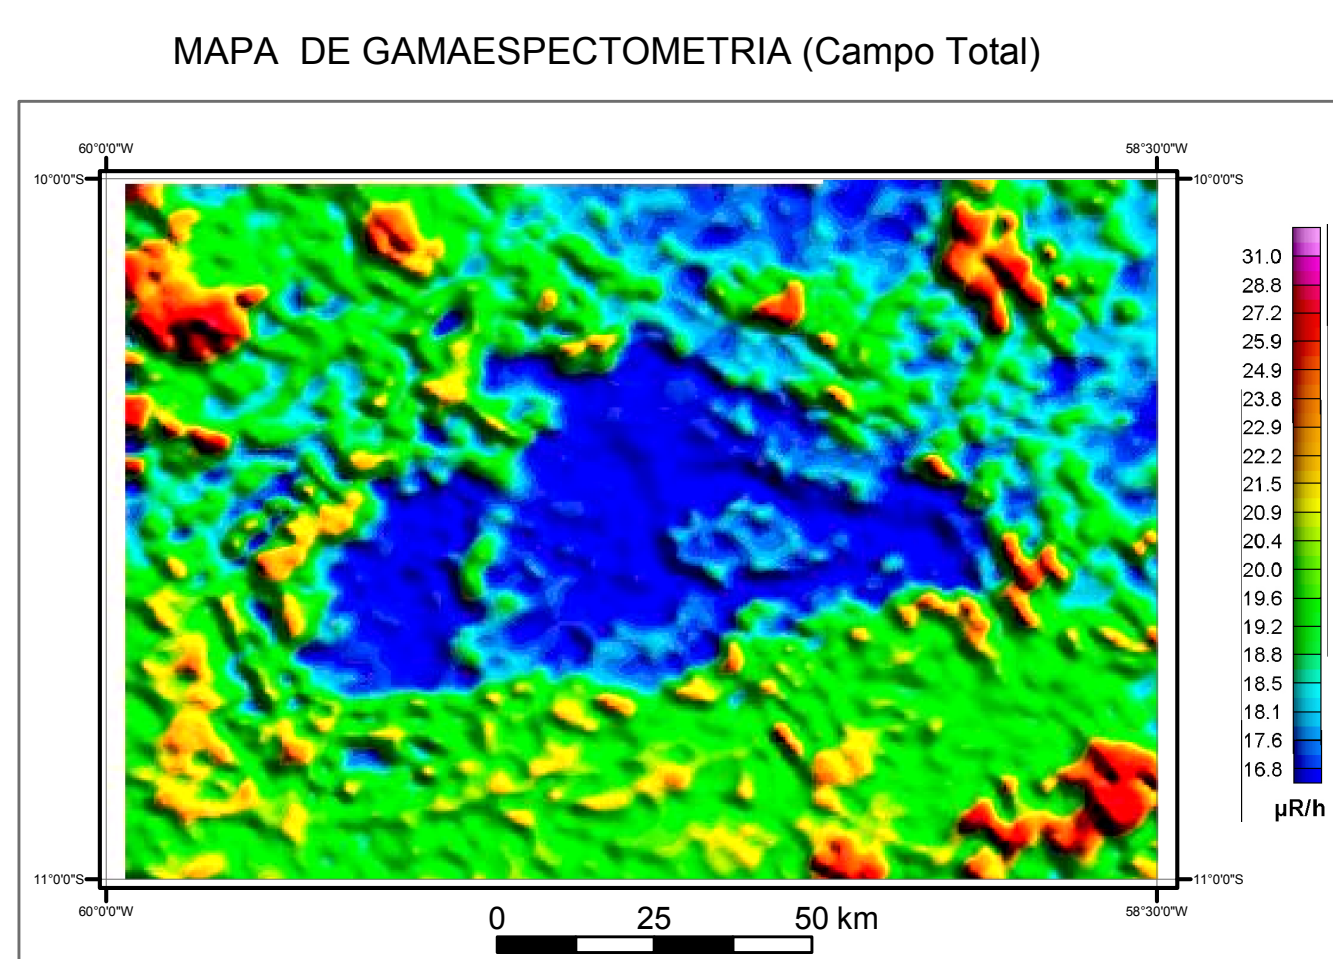 MAPA  DE GAMAESPECTOMETRIA (Campo Total)
60°0'0"W
58°30'0"W
10°0'0"S
10°0'0"S
31.0
28.8
27.2
25.9
24.9
23.8
22.9
22.2
21.5
20.9
20.4
20.0
19.6
19.2
18.8
18.5
18.1
17.6
16.8
µR/h
11°0'0"S
11°0'0"S
60°0'0"W
58°30'0"W
0 25 50 km